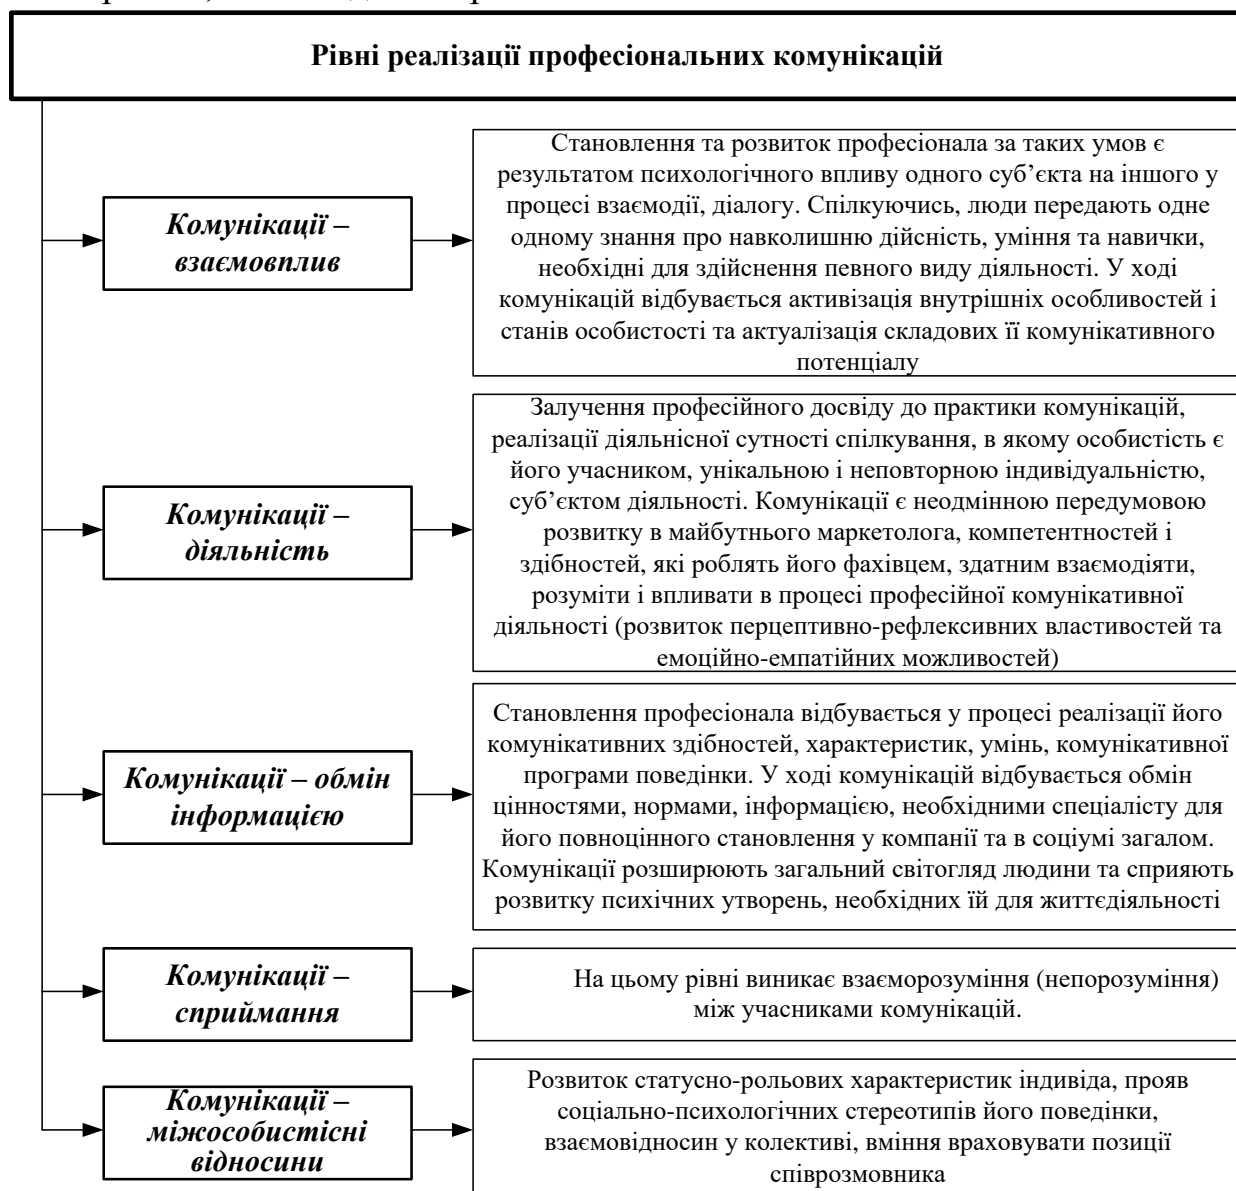 Рівні реалізації професіональних комунікацій
Комунікації –
взаємовплив
Становлення та розвиток професіонала за таких умов є
результатом психологічного впливу одного суб’єкта на іншого у
процесі взаємодії, діалогу. Спілкуючись, люди передають одне
одному знання про навколишню дійсність, уміння та навички,
необхідні для здійснення певного виду діяльності. У ході
комунікацій відбувається активізація внутрішніх особливостей і
станів особистості та актуалізація складових її комунікативного
потенціалу
Комунікації –
діяльність
Залучення професійного досвіду до практики комунікацій,
реалізації діяльнісної сутності спілкування, в якому особистість є
його учасником, унікальною і неповторною індивідуальністю,
суб’єктом діяльності. Комунікації є неодмінною передумовою
розвитку в майбутнього маркетолога, компетентностей і
здібностей, які роблять його фахівцем, здатним взаємодіяти,
розуміти і впливати в процесі професійної комунікативної
діяльності (розвиток перцептивно-рефлексивних властивостей та
емоційно-емпатійних можливостей)
Комунікації – обмін
інформацією
Становлення професіонала відбувається у процесі реалізації його
комунікативних здібностей, характеристик, умінь, комунікативної
програми поведінки. У ході комунікацій відбувається обмін
цінностями, нормами, інформацією, необхідними спеціалісту для
його повноцінного становлення у компанії та в соціумі загалом.
Комунікації розширюють загальний світогляд людини та сприяють
розвитку психічних утворень, необхідних їй для життєдіяльності
Комунікації –
сприймання
На цьому рівні виникає взаєморозуміння (непорозуміння)
між учасниками комунікацій.
Комунікації –
міжособистісні
відносини
Розвиток статусно-рольових характеристик індивіда, прояв
соціально-психологічних стереотипів його поведінки,
взаємовідносин у колективі, вміння враховувати позиції
співрозмовника